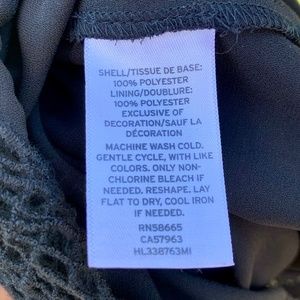 SHELL/TISSUE DE BASE:
100% POLYESTER
LINING/DOUBLURE:
100% POLYESTER
EXCLUSIVE OF
DECORATION/SAUF LA
DÉCORATION
MACHINE WASH COLD.
GENTLE CYCLE, WITH LIKE
COLORS. ONLY NON-
CHLORINE BLEACH IF
NEEDED. RESHAPE. LAY
FLAT TO DRY, COOL IRON
IF NEEDED.
RN58665
CA57963
HL338763MI